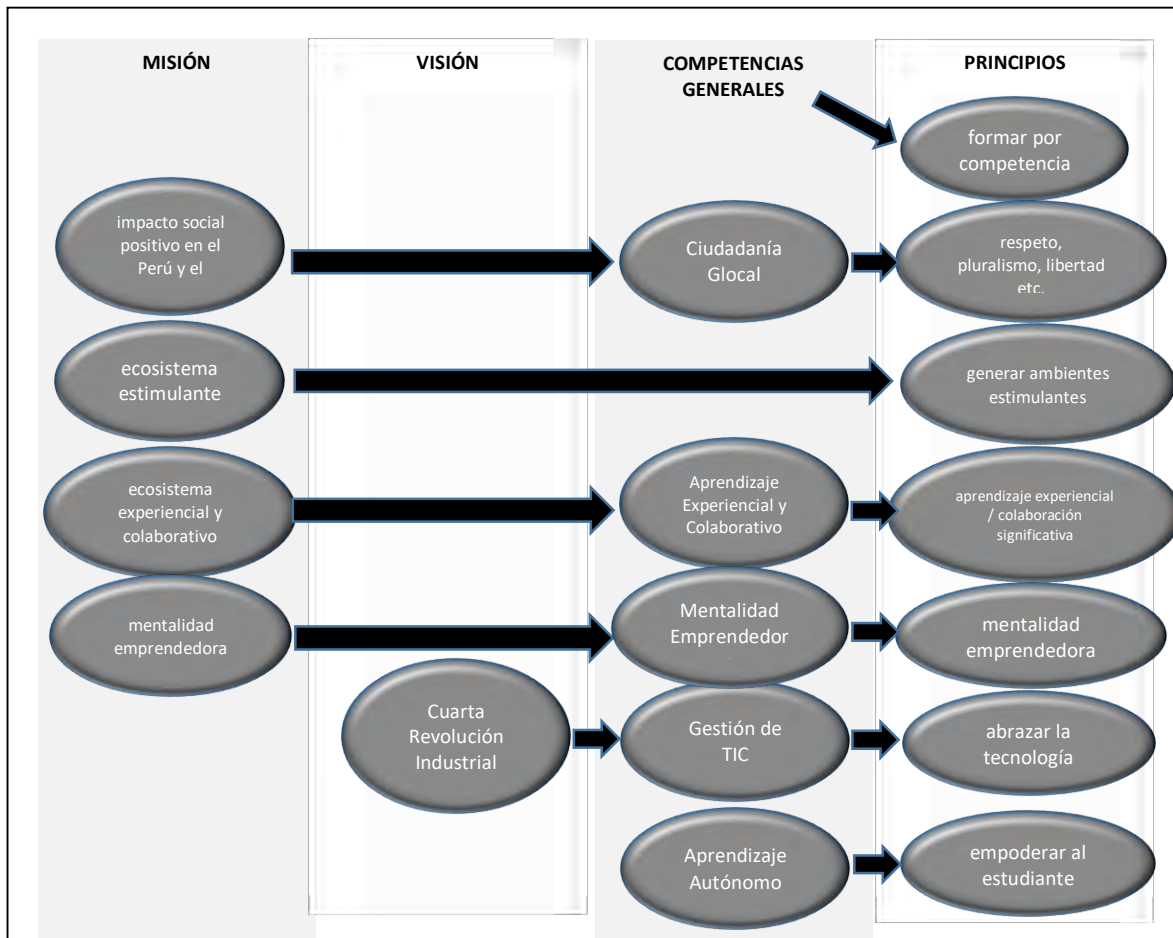 MISIÓN
VISIÓN
COMPETENCIAS
GENERALES
PRINCIPIOS
formar por
competencia
impacto social
positivo en el
Perú y el
Ciudadanía
Glocal
respeto,
pluralismo, libertad
etc.
ecosistema
estimulante
generar ambientes
estimulantes
ecosistema
experiencial y
colaborativo
Aprendizaje
Experiencial y
Colaborativo
aprendizaje experiencial
/ colaboración
significativa
mentalidad
emprendedora
Mentalidad
Emprendedor
mentalidad
emprendedora
Cuarta
Revolución
Industrial
Gestión de
TIC
abrazar la
tecnología
Aprendizaje
Autónomo
empoderar al
estudiante